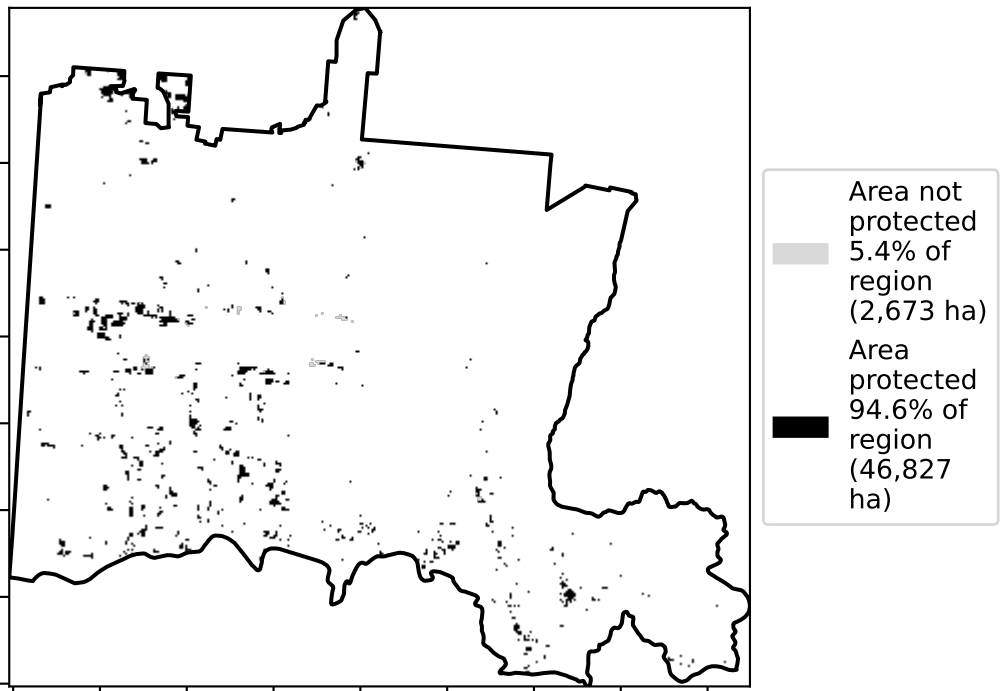 Area not
protected
5.4% of
region
(2,673 ha)
Area
protected
94.6% of
region
(46,827
ha)